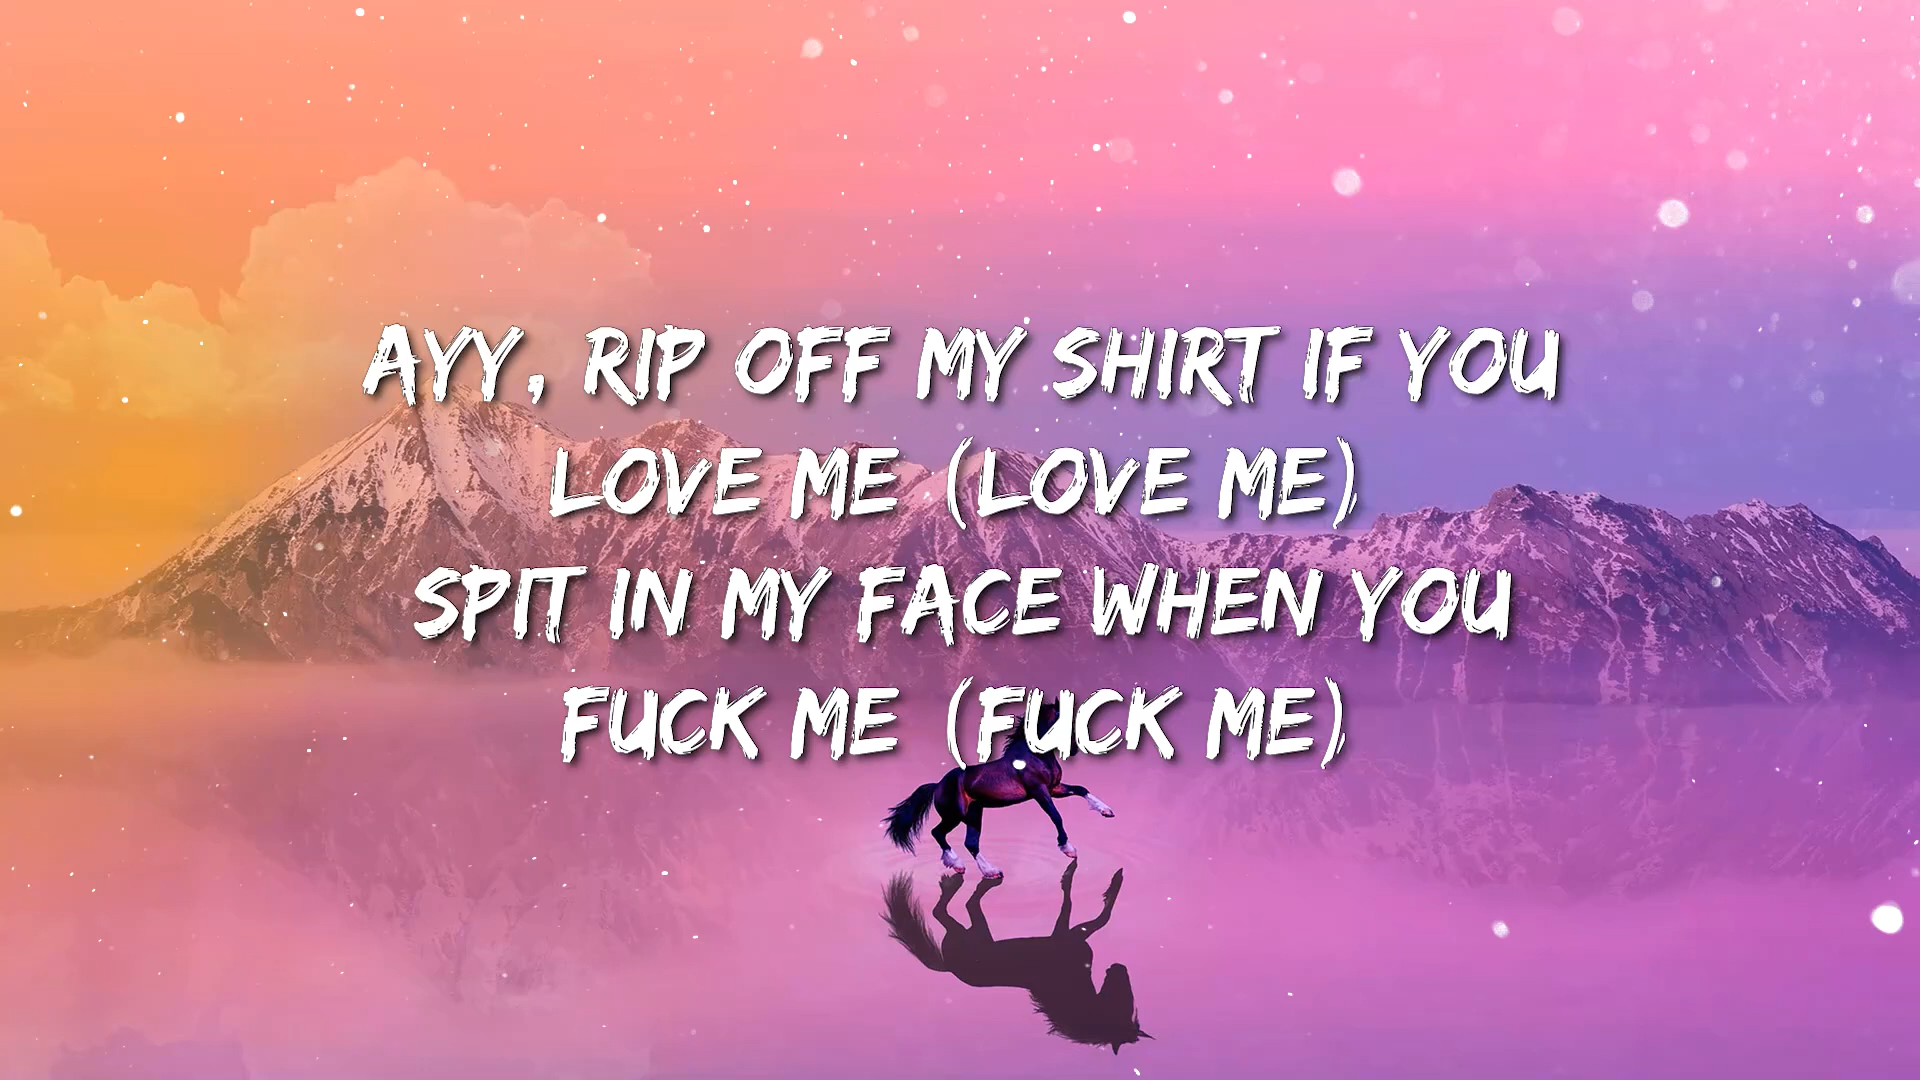 AYY, RIP OFF MY SHIRT IF YOU
LOVE ME (LOVE ME)
SPIT IN MY FACE WHEN YOU
FUCK ME (FUCK ME)